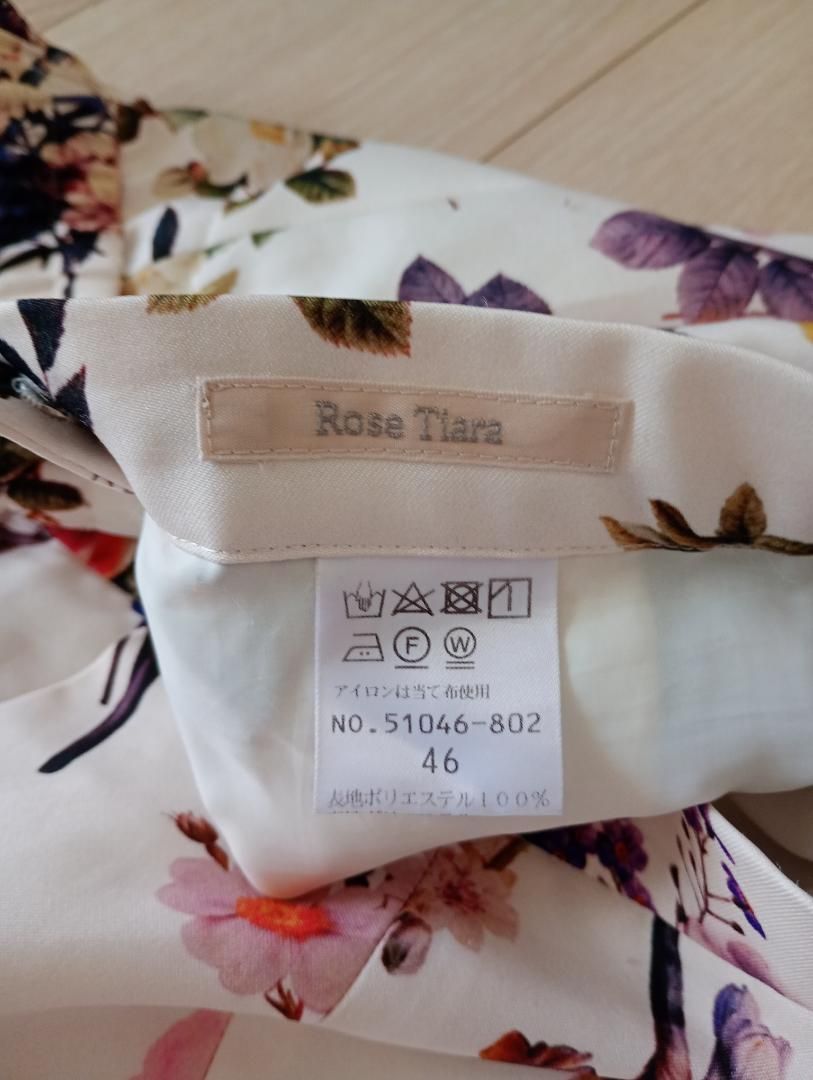 Rose Tiara
F W
アイロンは当て布使用
NO.51046-802
46
表地ポリエステル100%